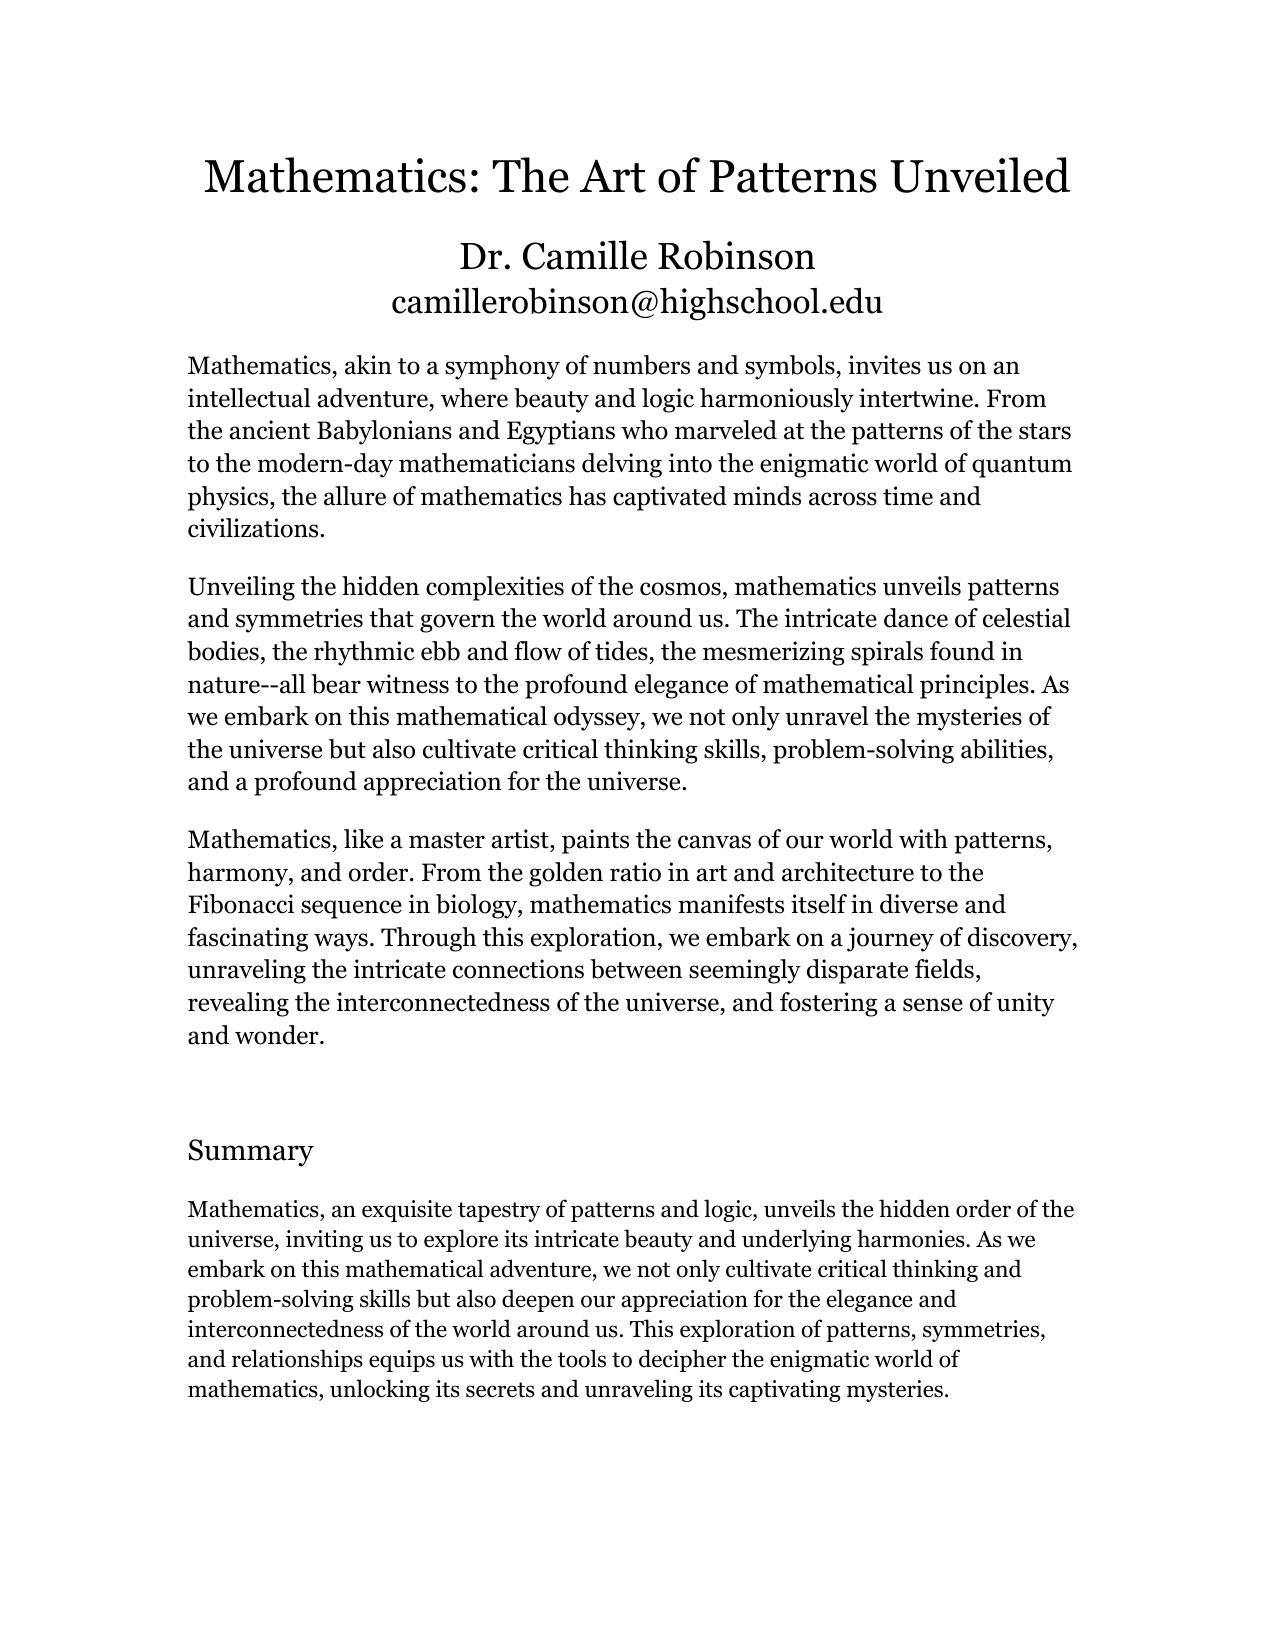 Mathematics: The Art of Patterns Unveiled
Dr. Camille Robinson
camillerobinson@highschool.edu
Mathematics, akin to a symphony of numbers and symbols, invites us on an
intellectual adventure, where beauty and logic harmoniously intertwine. From
the ancient Babylonians and Egyptians who marveled at the patterns of the stars
to the modern-day mathematicians delving into the enigmatic world of quantum
physics, the allure of mathematics has captivated minds across time and
civilizations.
Unveiling the hidden complexities of the cosmos, mathematics unveils patterns
and symmetries that govern the world around us. The intricate dance of celestial
bodies, the rhythmic ebb and flow of tides, the mesmerizing spirals found in
nature--all bear witness to the profound elegance of mathematical principles. As
we embark on this mathematical odyssey, we not only unravel the mysteries of
the universe but also cultivate critical thinking skills, problem-solving abilities,
and a profound appreciation for the universe.
Mathematics, like a master artist, paints the canvas of our world with patterns,
harmony, and order. From the golden ratio in art and architecture to the
Fibonacci sequence in biology, mathematics manifests itself in diverse and
fascinating ways. Through this exploration, we embark on a journey of discovery,
unraveling the intricate connections between seemingly disparate fields,
revealing the interconnectedness of the universe, and fostering a sense of unity
and wonder.
Summary
Mathematics, an exquisite tapestry of patterns and logic, unveils the hidden order of the
universe, inviting us to explore its intricate beauty and underlying harmonies. As we
embark on this mathematical adventure, we not only cultivate critical thinking and
problem-solving skills but also deepen our appreciation for the elegance and
interconnectedness of the world around us. This exploration of patterns, symmetries,
and relationships equips us with the tools to decipher the enigmatic world of
mathematics, unlocking its secrets and unraveling its captivating mysteries.